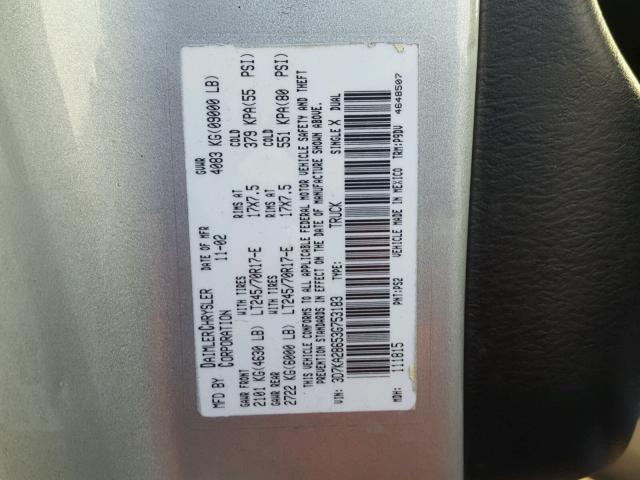 MFD BY DAIMLERCHRYSLER CORPORATION DATE OF MFR 11-02 GVWR 4083 KG(09000 LB)
GAWR FRONT WITH TIRES RIMS AT COLD
2101 KG(4630 LB) LT245/70R17-E 17X7.5 379 KPA(55 PSI)
GAWR REAR WITH TIRES RIMS AT COLD
2722 KG(6000 LB) LT245/70R17-E 17X7.5 551 KPA(80 PSI)
THIS VEHICLE CONFORMS TO ALL APPLICABLE FEDERAL MOTOR VEHICLE SAFETY AND THEFT
PREVENTION STANDARDS IN EFFECT ON THE DATE OF MANUFACTURE SHOWN ABOVE.
VIN: 3D7KA28653G753183 TYPE: TRUCK SINGLE X DUAL
MDH: 111815 PNT:PS2 VEHICLE MADE IN MEXICO TRM:P9DV 4648507